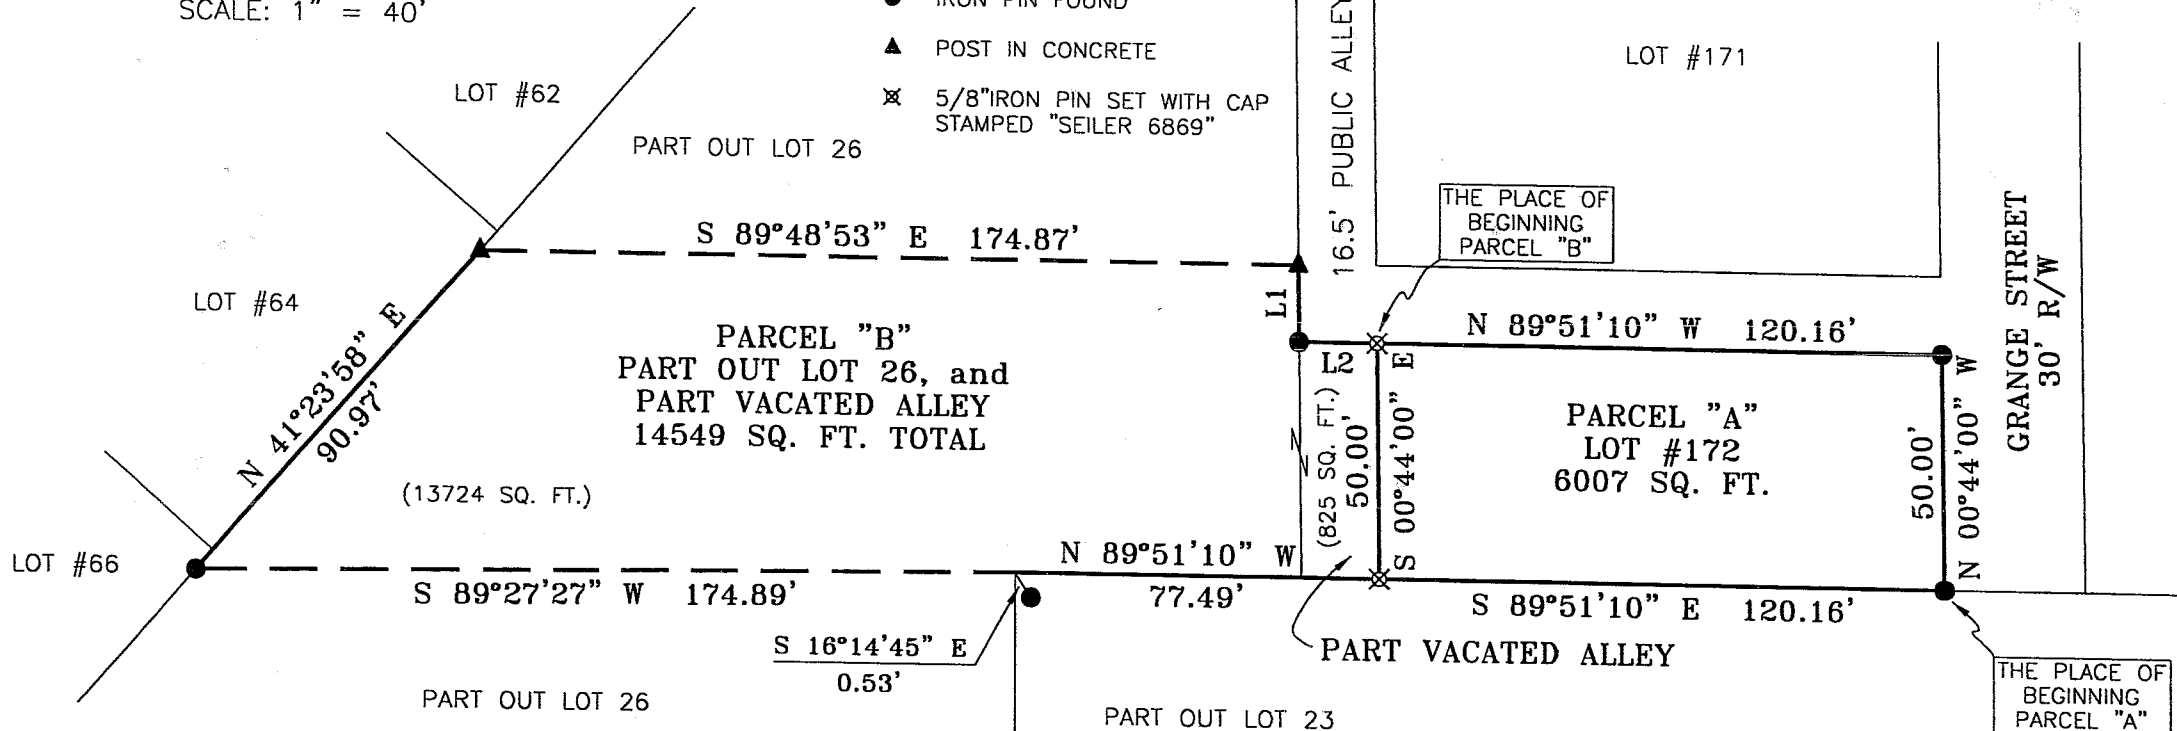 SCALE: 1" = 40'
IRON PIN FOUND
POST IN CONCRETE
5/8"IRON PIN SET WITH CAP
STAMPED "SEILER 6869"
LOT #62
PART OUT LOT 26
16.5' PUBLIC ALLEY
LOT #171
THE PLACE OF
BEGINNING
PARCEL "B"
GRANGE STREET
30' R/W
S 89°48'53" E 174.87'
LOT #64
L1
N 89°51'10" W 120.16'
L2
N 41°23'58" E
90.97'
PARCEL "B"
PART OUT LOT 26, and
PART VACATED ALLEY
14549 SQ. FT. TOTAL
(13724 SQ. FT.)
(825 SQ. FT.)
50.00'
S 00°44'00" E
PARCEL "A"
LOT #172
6007 SQ. FT.
50.00'
N 00°44'00" W
LOT #66
N 89°51'10" W
77.49'
S 89°27'27" W 174.89'
S 89°51'10" E 120.16'
S 16°14'45" E
0.53'
PART VACATED ALLEY
THE PLACE OF
BEGINNING
PARCEL "A"
PART OUT LOT 26
PART OUT LOT 23